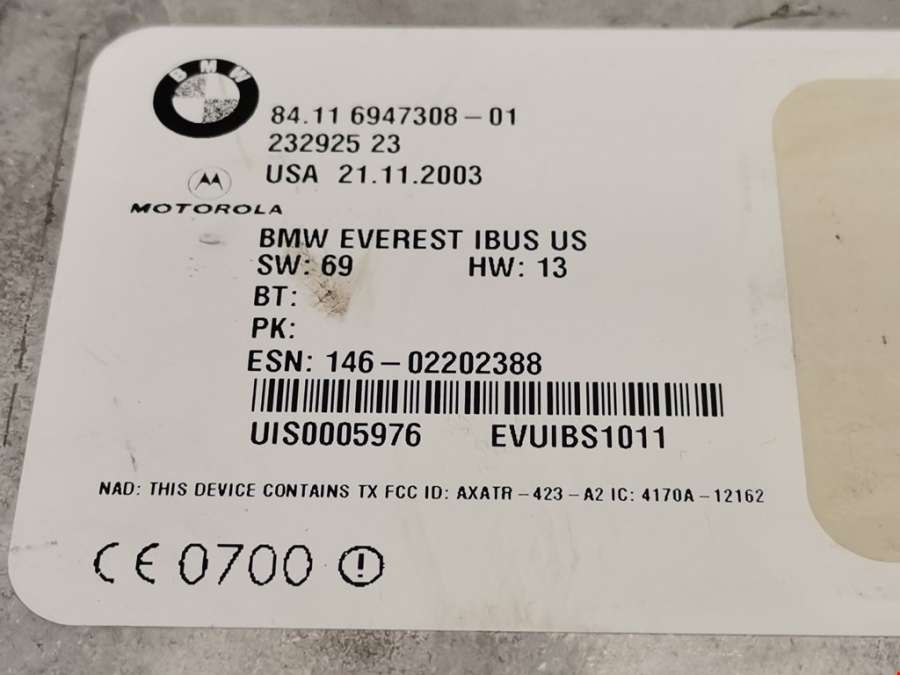 BMW
84.11 6947308-01
232925 23
USA 21.11.2003
MOTOROLA
BMW EVEREST IBUS US
SW: 69 HW: 13
BT:
PK:
ESN: 146-02202388
UIS0005976 EVUIBS1011
NAD: THIS DEVICE CONTAINS TX FCC ID: AXATR-423-A2 IC: 4170A-12162
CE 0700 !